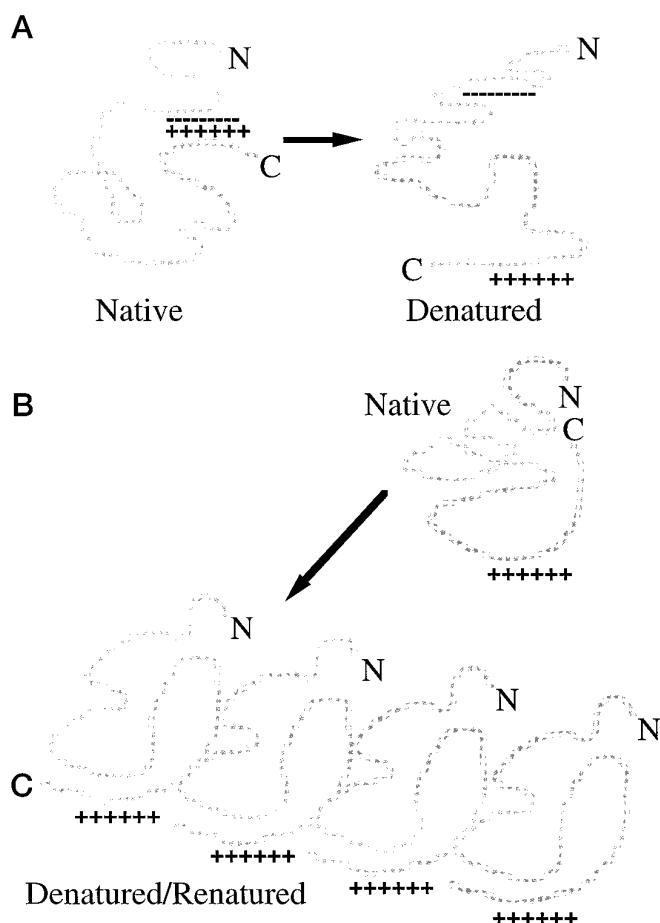 A
N
N
---------
---------
++++++
C
C
++++++
Native
Denatured
B
Native
N
C
++++++
N
N
N
N
C
++++++
++++++
++++++
++++++
Denatured/Renatured